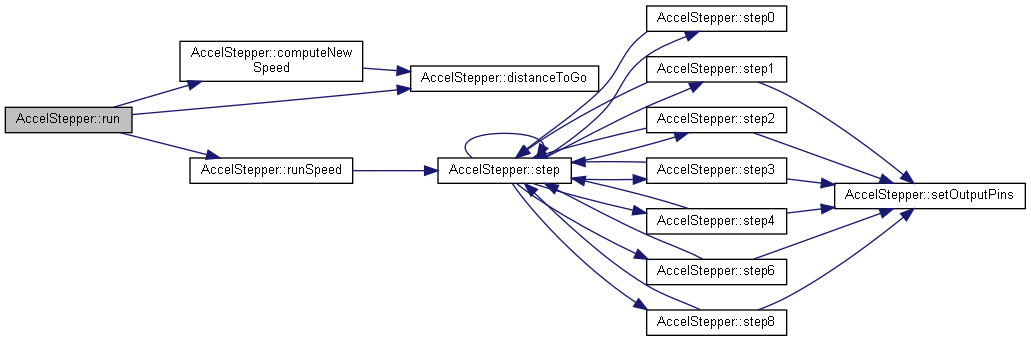 AccelStepper::run
AccelStepper::computeNew
Speed
AccelStepper::distanceToGo
AccelStepper::runSpeed
AccelStepper::step
AccelStepper::step0
AccelStepper::step1
AccelStepper::step2
AccelStepper::step3
AccelStepper::step4
AccelStepper::step6
AccelStepper::step8
AccelStepper::setOutputPins